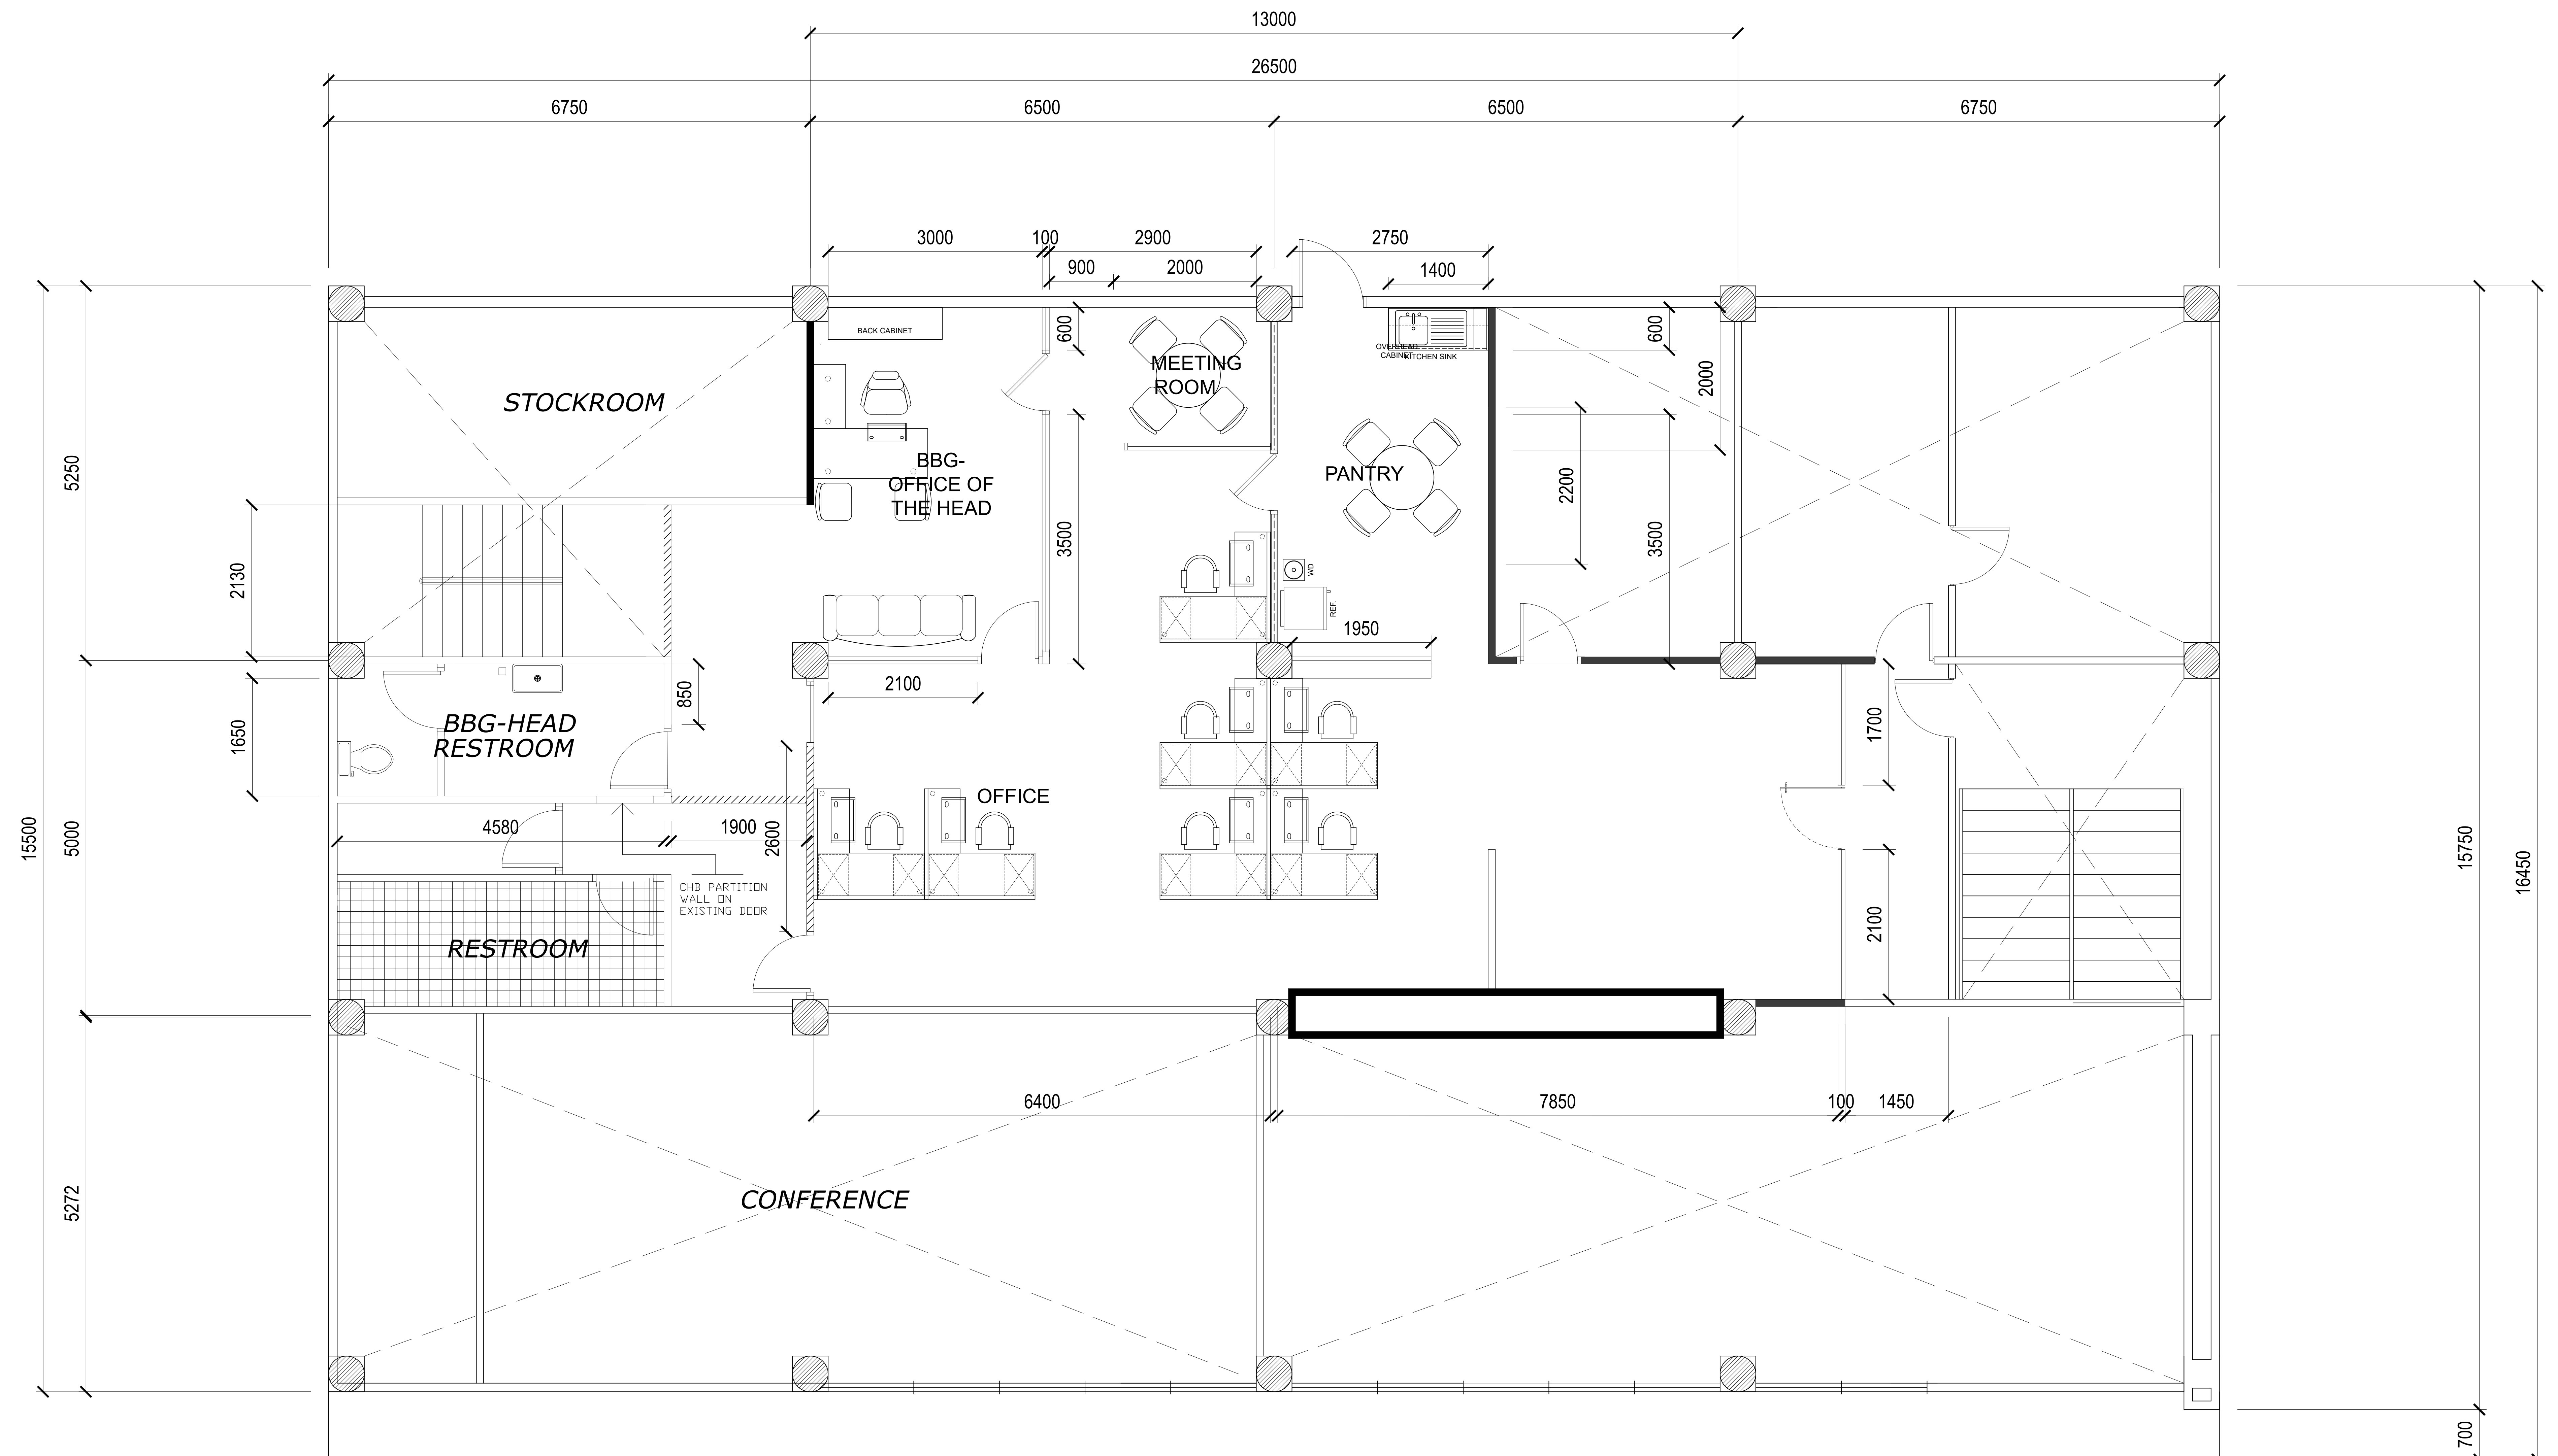 13000
26500
6750
6500
6500
6750
3000
100
2900
2750
900
2000
1400
BACK CABINET
600
MEETING
ROOM
OVERHEAD
CABINET
KITCHEN SINK
600
2000
STOCKROOM
5250
BBG-
OFFICE OF
THE HEAD
PANTRY
2200
3500
3500
2130
WD
REF.
1950
2100
850
1650
BBG-HEAD
RESTROOM
1700
OFFICE
15500
5000
4580
1900
2600
15750
16450
CHB PARTITION
WALL ON
EXISTING DOOR
2100
RESTROOM
6400
7850
100
1450
5272
CONFERENCE
700